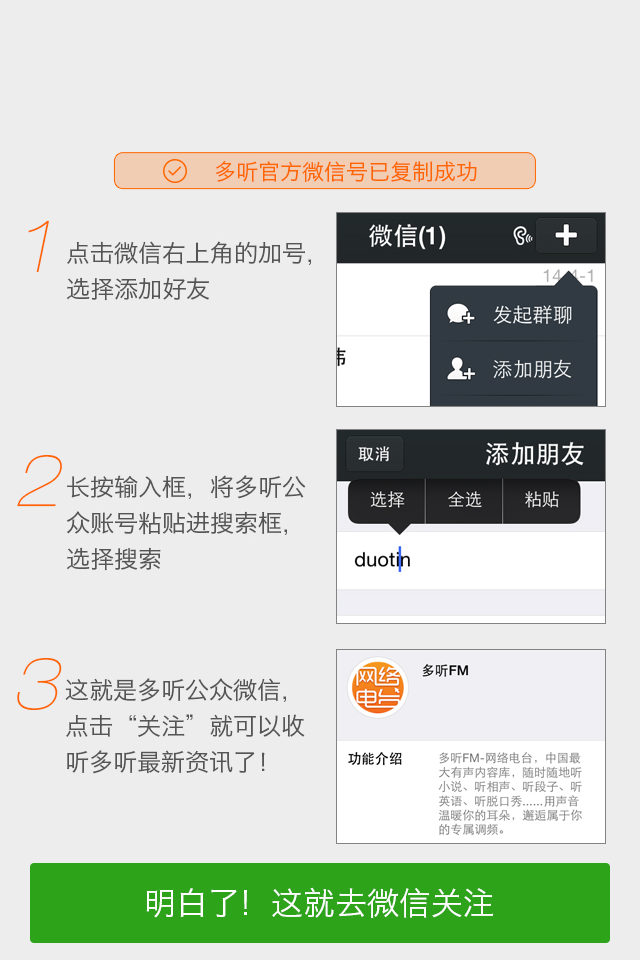 多听官方微信号已复制成功
1
点击微信右上角的加号,
选择添加好友
微信(1)
发起群聊
添加朋友
2
长按输入框，将多听公
众账号粘贴进搜索框，
选择搜索
取消
添加朋友
选择
全选
粘贴
duotin
3
这就是多听公众微信，
点击“关注”就可以收
听多听最新资讯了！
网络
电台
多听FM
功能介绍
多听FM-网络电台，中国最
大有声内容库，随时随地听
小说、听相声、听段子、听
英语、听脱口秀......用声音
温暖你的耳朵，邂逅属于你
的专属调频。
明白了！这就去微信关注